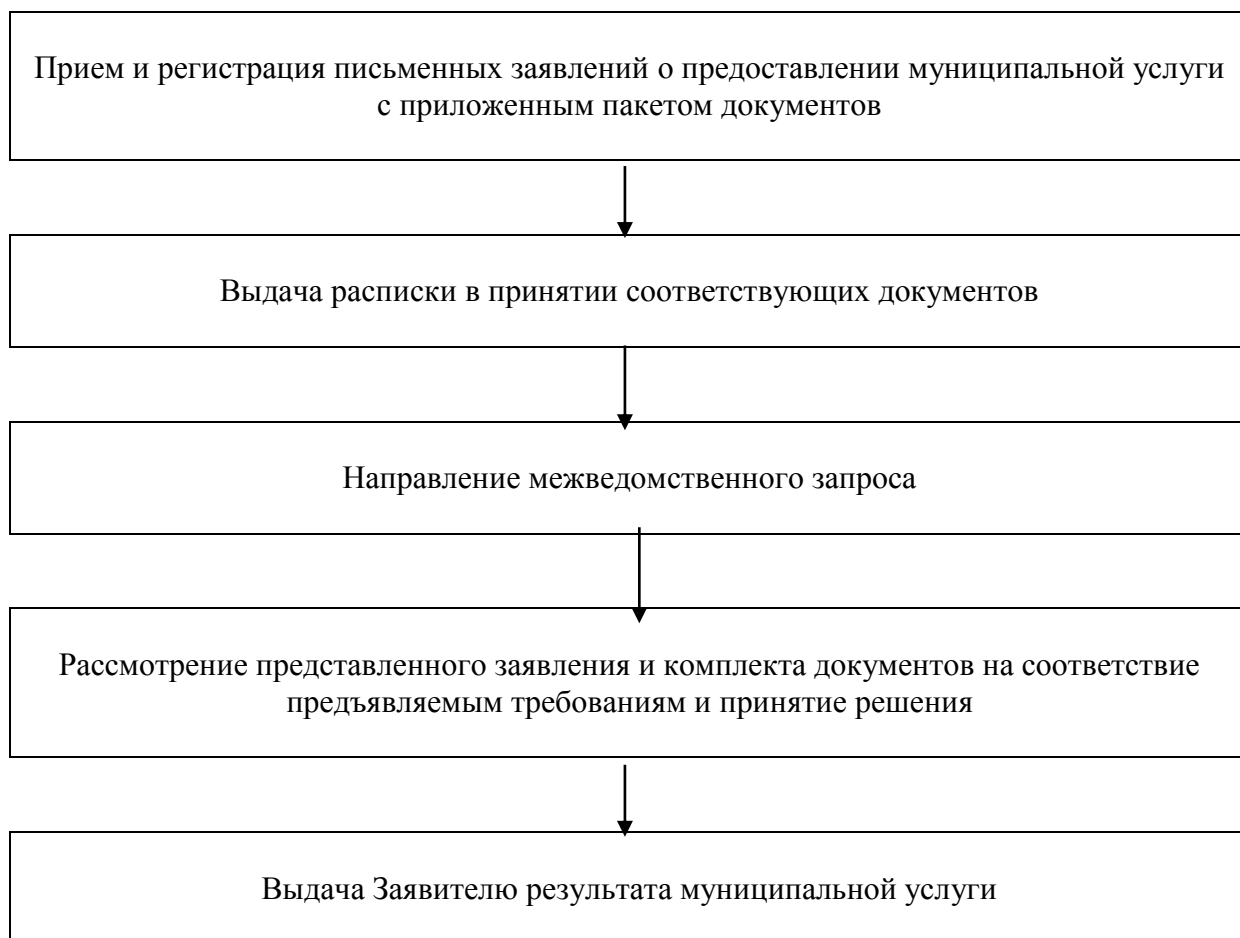 Прием и регистрация письменных заявлений о предоставлении муниципальной услуги
с приложенным пакетом документов
Выдача расписки в принятии соответствующих документов
Направление межведомственного запроса
Рассмотрение представленного заявления и комплекта документов на соответствие
предъявляемым требованиям и принятие решения
Выдача Заявителю результата муниципальной услуги